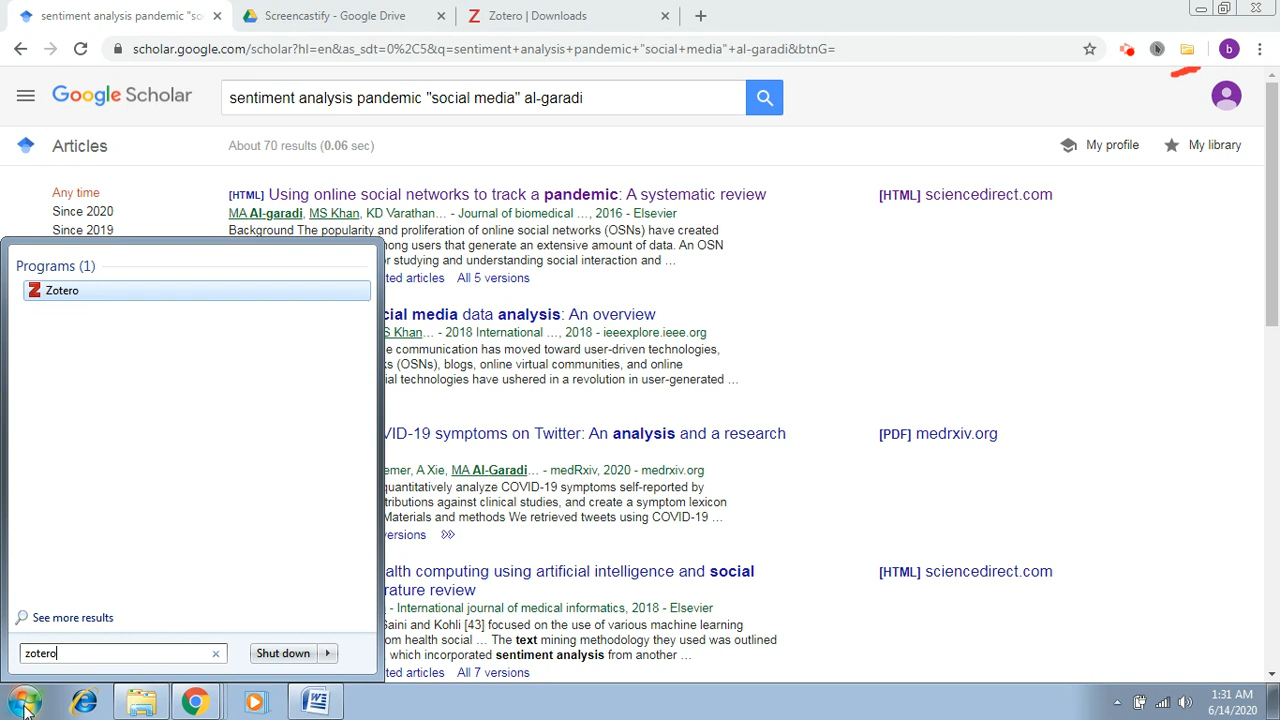 sentiment analysis pandemic "so
Screencastify - Google Drive
Zotero | Downloads
scholar.google.com/scholar?hl=en&as_sdt=0%2C5&q=sentiment+analysis+pandemic+"social+media"+al-garadi&btnG=
b
Google Scholar
sentiment analysis pandemic "social media" al-garadi
Articles
About 70 results (0.06 sec)
My profile
My library
Any time
Since 2020
Since 2019
[HTML] Using online social networks to track a pandemic: A systematic review
[HTML] sciencedirect.com
MA Al-garadi, MS Khan, KD Varathan… - Journal of biomedical …, 2016 - Elsevier
Background The popularity and proliferation of online social networks (OSNs) have created
ong users that generate an extensive amount of data. An OSN
or studying and understanding social interaction and …
ted articles All 5 versions
cial media data analysis: An overview
S Khan… - 2018 International …, 2018 - ieeexplore.ieee.org
e communication has moved toward user-driven technologies,
ks (OSNs), blogs, online virtual communities, and online
ial technologies have ushered in a revolution in user-generated …
VID-19 symptoms on Twitter: An analysis and a research
[PDF] medrxiv.org
emer, A Xie, MA Al-Garadi… - medRxiv, 2020 - medrxiv.org
quantitatively analyze COVID-19 symptoms self-reported by
tributions against clinical studies, and create a symptom lexicon
Materials and methods We retrieved tweets using COVID-19 …
versions
alth computing using artificial intelligence and social
rature review
[HTML] sciencedirect.com
- International journal of medical informatics, 2018 - Elsevier
Saini and Kohli [43] focused on the use of various machine learning
om health social … The text mining methodology they used was outlined
which incorporated sentiment analysis from another …
ted articles All 7 versions
Programs (1)
Zotero
See more results
zotero
Shut down
1:31 AM
6/14/2020